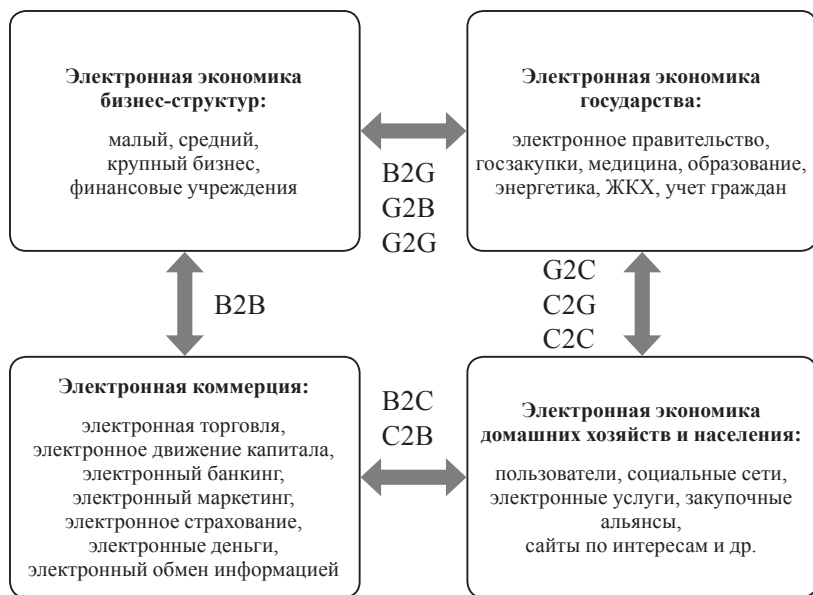 Электронная экономика
бизнес-структур:
малый, средний,
крупный бизнес,
финансовые учреждения
B2G
G2B
G2G
Электронная экономика
государства:
электронное правительство,
госзакупки, медицина, образование,
энергетика, ЖКХ, учет граждан
B2B
G2C
C2G
C2C
Электронная коммерция:
электронная торговля,
электронное движение капитала,
электронный банкинг,
электронный маркетинг,
электронное страхование,
электронные деньги,
электронный обмен информацией
B2C
C2B
Электронная экономика
домашних хозяйств и населения:
пользователи, социальные сети,
электронные услуги, закупочные
альянсы,
сайты по интересам и др.